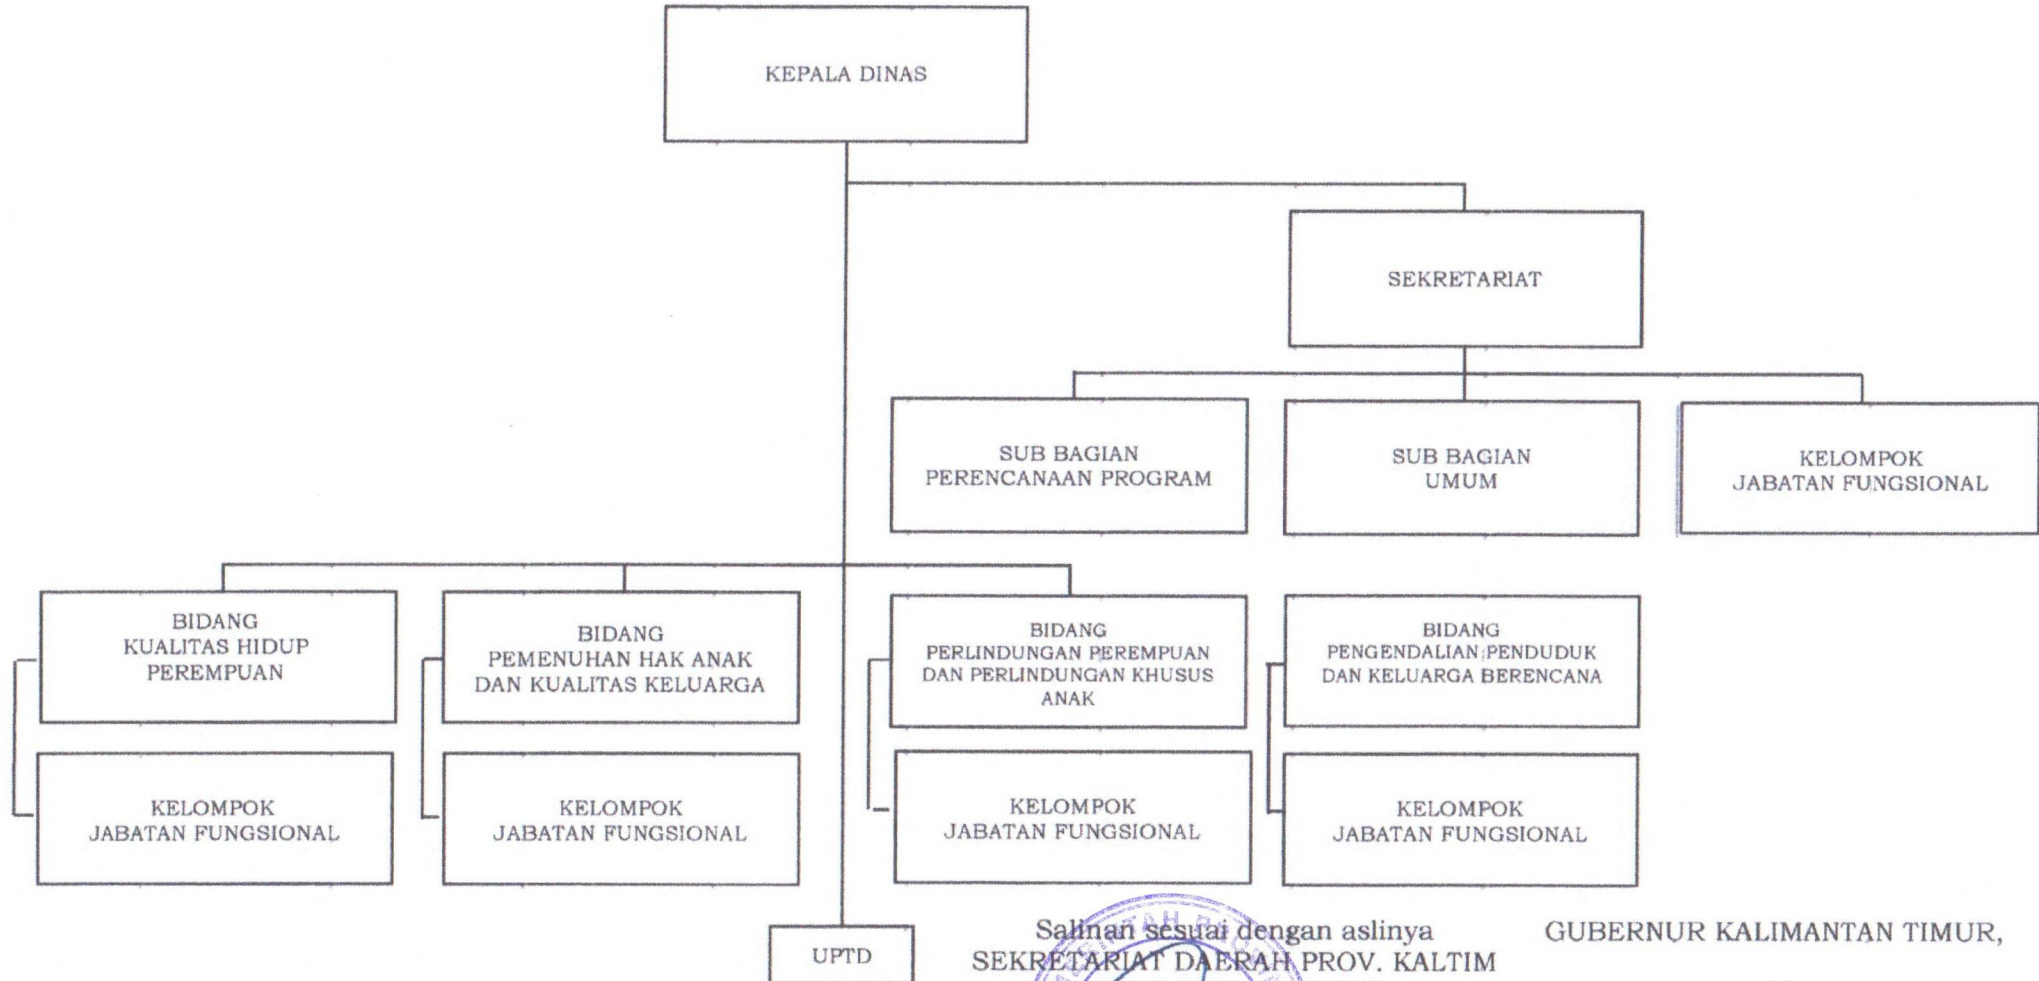 KEPALA DINAS
SEKRETARIAT
SUB BAGIAN
PERENCANAAN PROGRAM
SUB BAGIAN
UMUM
KELOMPOK
JABATAN FUNGSIONAL
BIDANG
KUALITAS HIDUP
PEREMPUAN
BIDANG
PEMENUHAN HAK ANAK
DAN KUALITAS KELUARGA
BIDANG
PERLINDUNGAN PEREMPUAN
DAN PERLINDUNGAN KHUSUS
ANAK
BIDANG
PENGENDALIAN PENDUDUK
DAN KELUARGA BERENCANA
KELOMPOK
JABATAN FUNGSIONAL
KELOMPOK
JABATAN FUNGSIONAL
KELOMPOK
JABATAN FUNGSIONAL
KELOMPOK
JABATAN FUNGSIONAL
UPTD
Salinan sesuai dengan aslinya
SEKRETARIAT DAERAH PROV. KALTIM
GUBERNUR KALIMANTAN TIMUR,